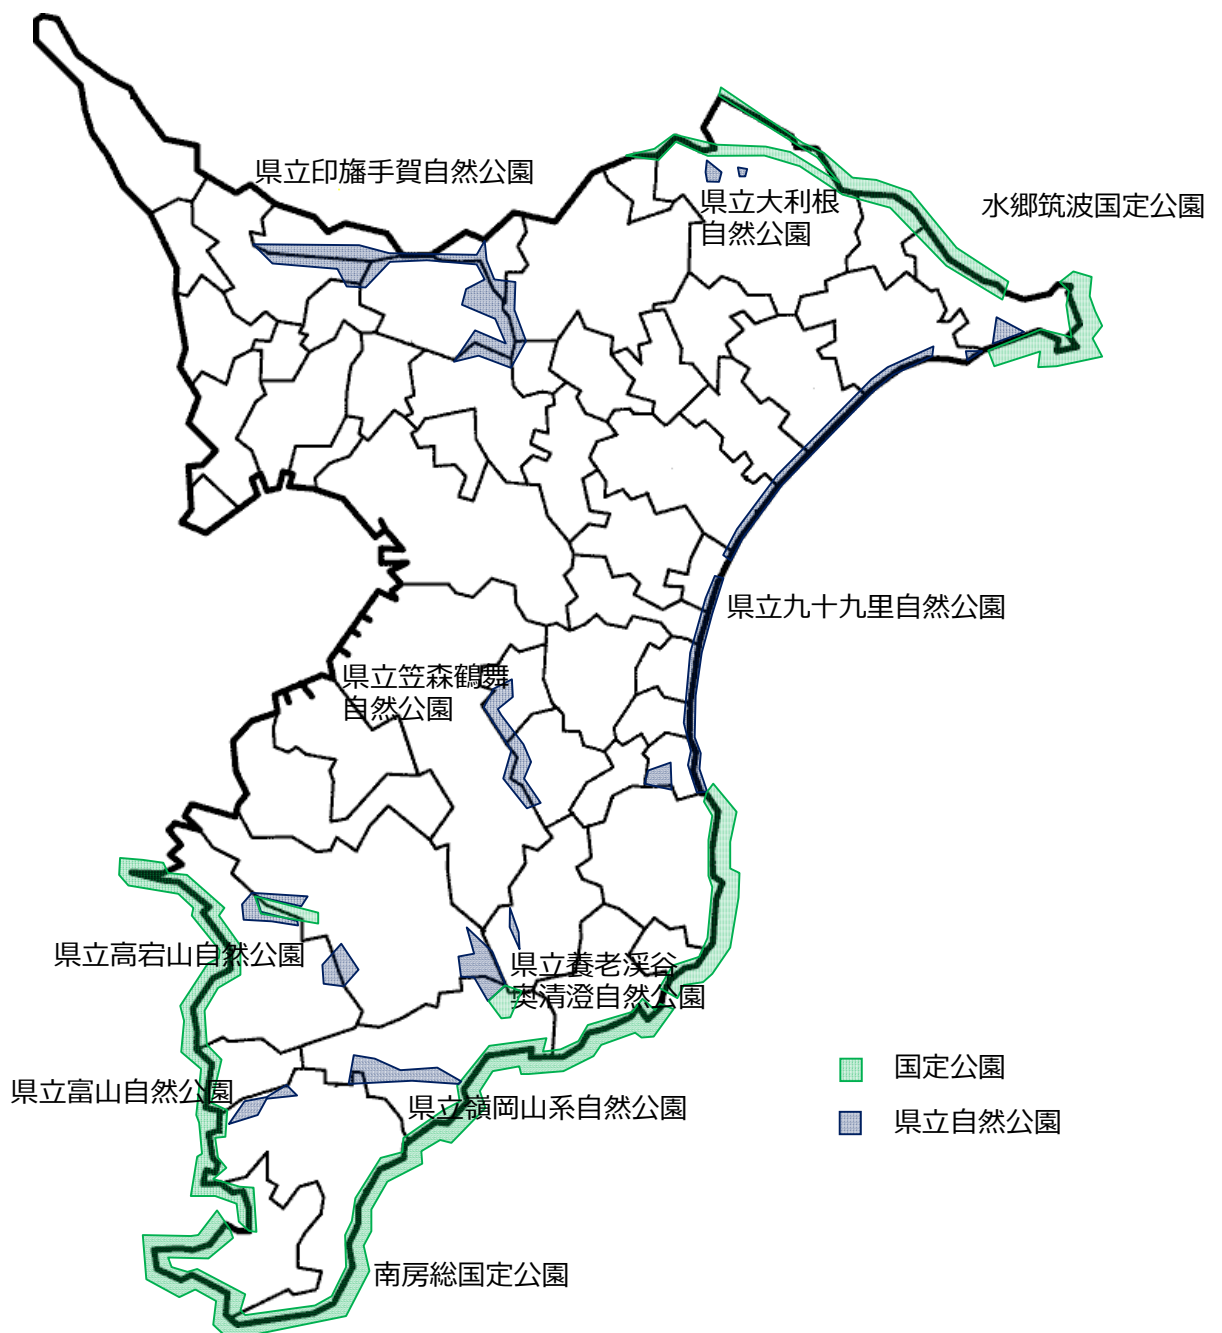 県立印旛手賀自然公園
県立大利根
自然公園
水郷筑波国定公園
県立九十九里自然公園
県立笠森鶴舞
自然公園
県立高宕山自然公園
県立養老渓谷
奥清澄自然公園
国定公園
県立富山自然公園
県立嶺岡山系自然公園
県立自然公園
南房総国定公園